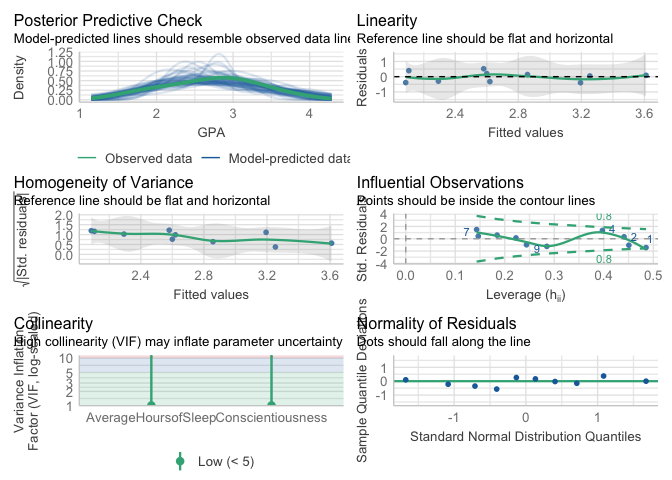 Posterior Predictive Check
Model-predicted lines should resemble observed data line
Density
1.25
1.00
0.75
0.50
0.25
0.00
1 2 3 4
GPA
Observed data Model-predicted data
Linearity
Reference line should be flat and horizontal
Residuals
1
0
-1
2.4 2.8 3.2 3.6
Fitted values
Homogeneity of Variance
Reference line should be flat and horizontal
√|Std. residuals|
2.0
1.5
1.0
0.5
0.0
2.4 2.8 3.2 3.6
Fitted values
Influential Observations
Points should be inside the contour lines
Std. Residuals
4
2
0
-2
-4
0.8
7
4
2
1
9
0.8
0.0 0.1 0.2 0.3 0.4 0.5
Leverage (hii)
Collinearity
High collinearity (VIF) may inflate parameter uncertainty
Variance Inflation
Factor (VIF, log-scaled)
10
5
3
2
1
AverageHoursofSleep Conscientiousness
Low (< 5)
Normality of Residuals
Dots should fall along the line
Sample Quantile Deviations
1
0
-1
-1 0 1
Standard Normal Distribution Quantiles